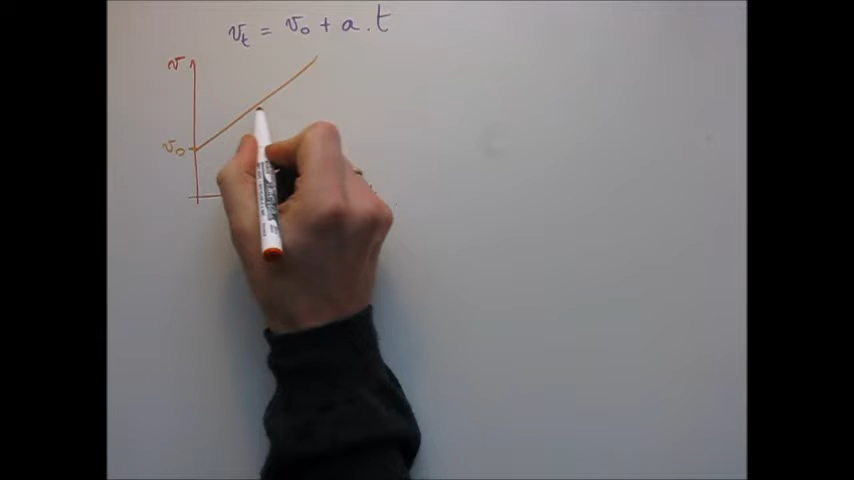 v_t = v_0 + a . t
v
v_0